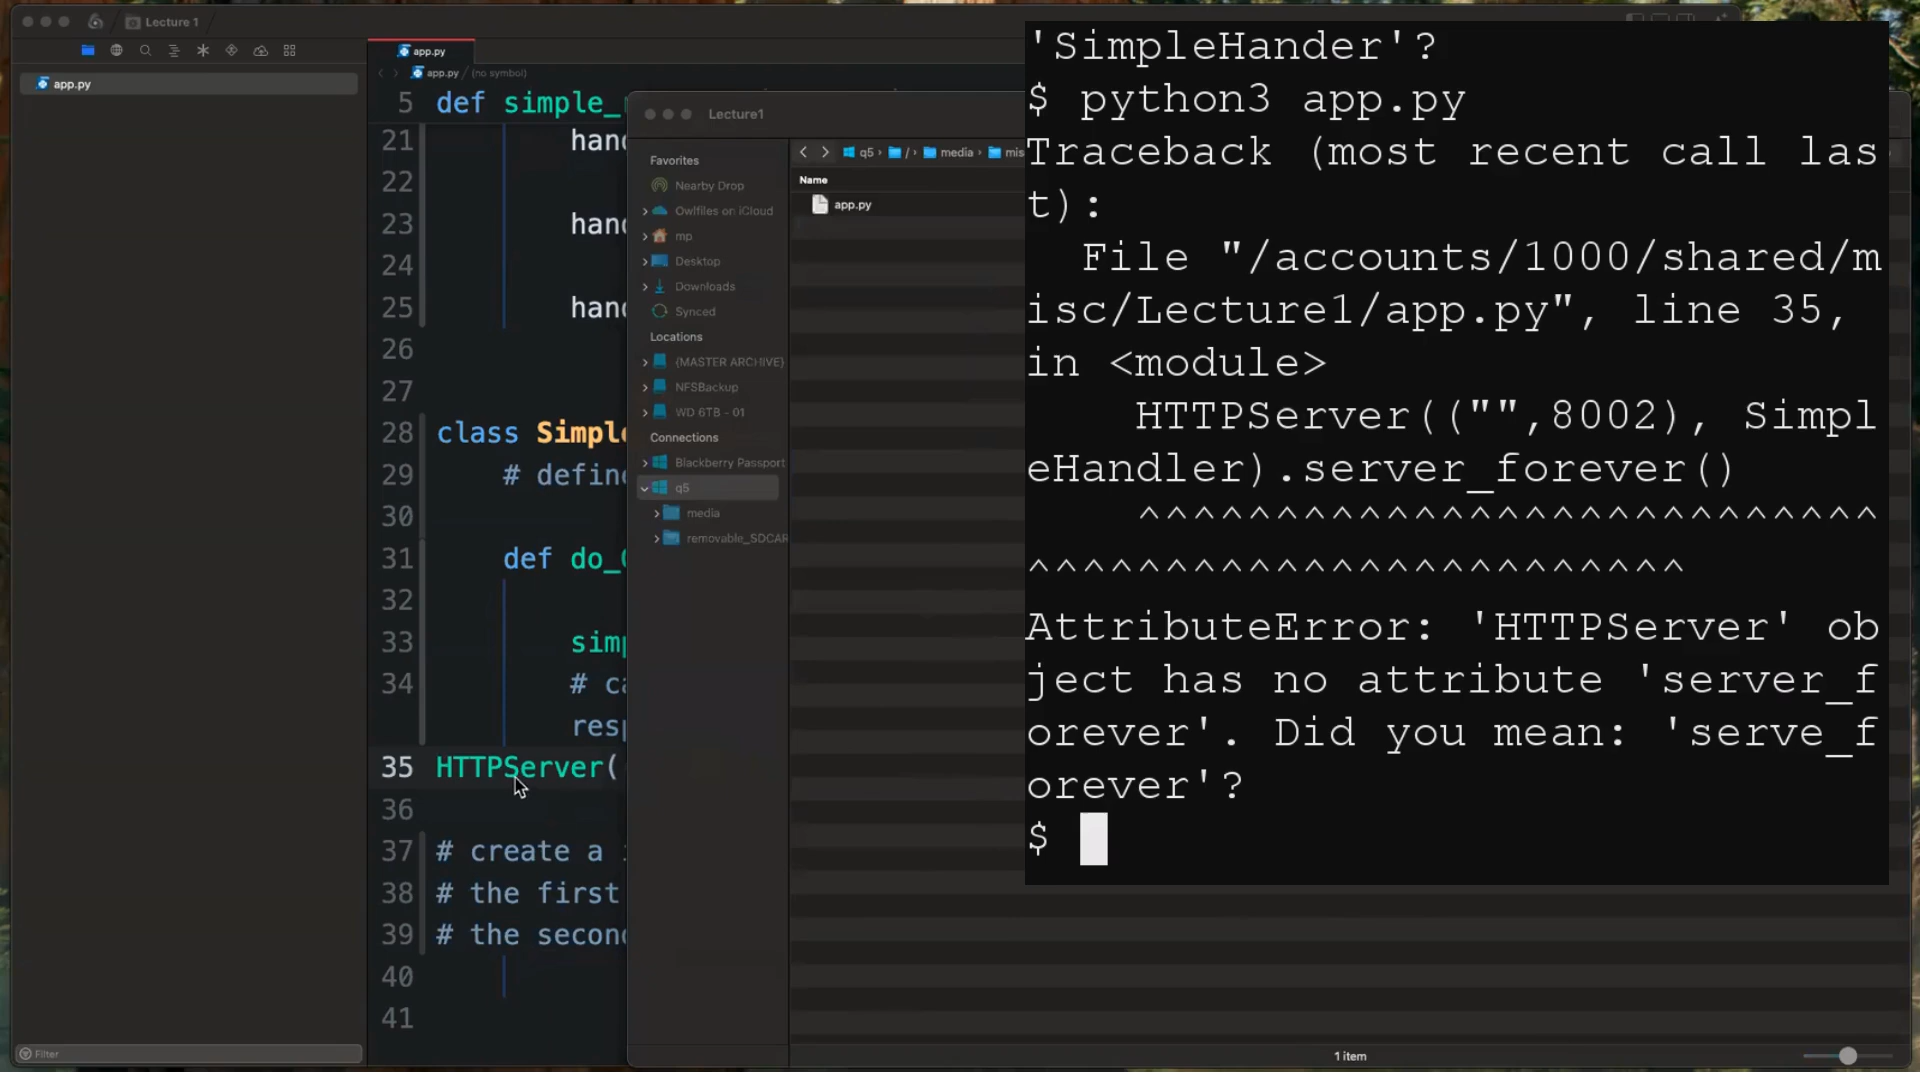 Lecture 1
app.py
app.py
app.py
(no symbol)
5 def simple_
21 hand
22
23 hand
24
25 hand
26
27
28 class Simple
29 # define
30
31 def do_
32
33 sim
34 # ca
resp
35 HTTPServer(
36
37 # create a
38 # the first
39 # the second
40
41
Filter
Lecture1
Favorites
Nearby Drop
Owlfiles on iCloud
mp
Desktop
Downloads
Synced
Locations
{MASTER ARCHIVE}
NFSBackup
WD 6TB - 01
Connections
Blackberry Passport
q5
media
removable_SDCAR
q5 / media mis
Name
app.py
1 item
'SimpleHander'?
$ python3 app.py
Traceback (most recent call las
t):
File "/accounts/1000/shared/m
isc/Lecture1/app.py", line 35,
in <module>
HTTPServer(("",8002), Simpl
eHandler).server_forever()
^^^^^^^^^^^^^^^^^^^^^^^^^^^
^^^^^^^^^^^^^^^^^^^^^^^^
AttributeError: 'HTTPServer' ob
ject has no attribute 'server_f
orever'. Did you mean: 'serve_f
orever'?
$